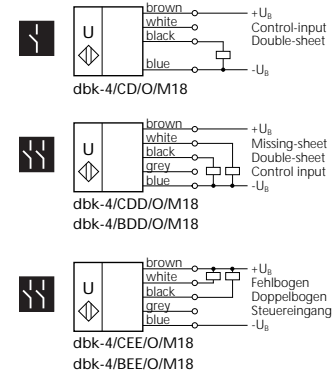 brown +U_B
white Control-input
U black Double-sheet
blue -U_B
dbk-4/CD/O/M18
brown +U_B
white Missing-sheet
U black Double-sheet
grey Control input
blue -U_B
dbk-4/CDD/O/M18
dbk-4/BDD/O/M18
brown +U_B
white Fehlbogen
U black Doppelbogen
grey Steuereingang
blue -U_B
dbk-4/CEE/O/M18
dbk-4/BEE/O/M18